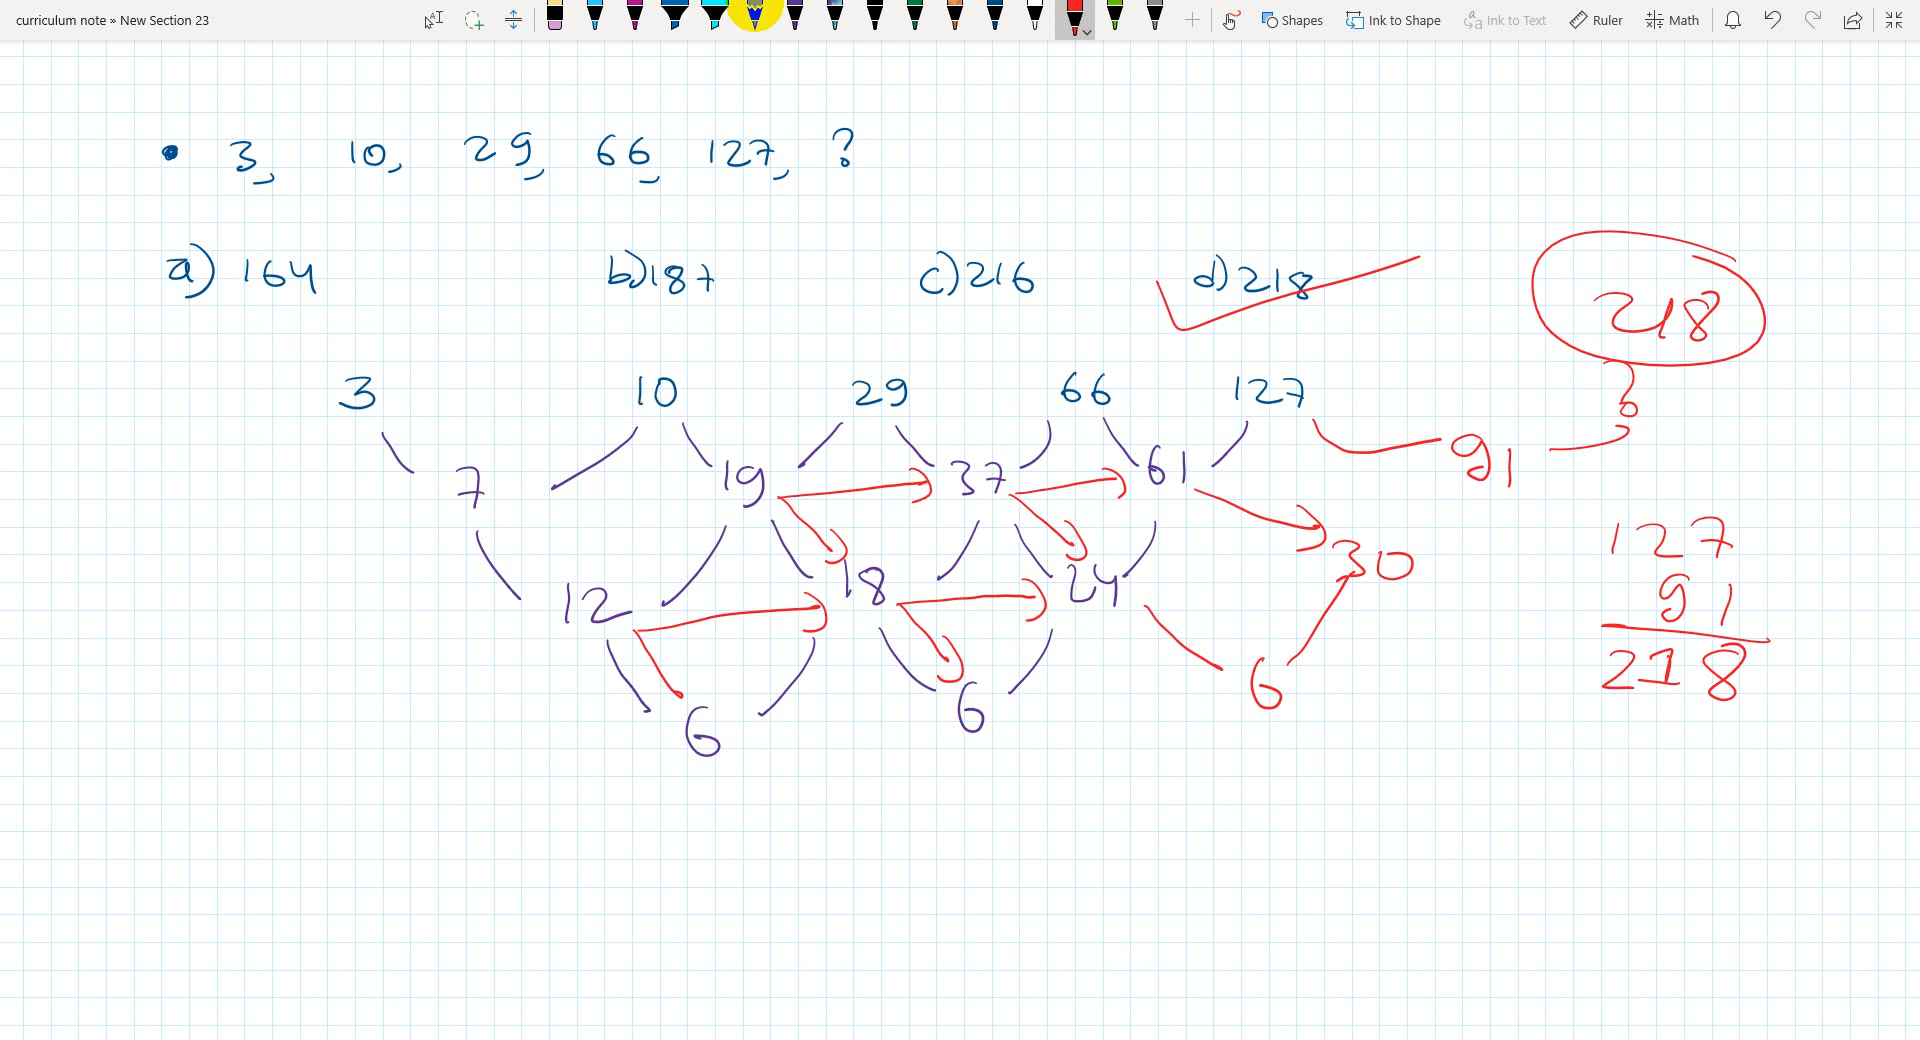 curriculum note » New Section 23
Shapes Ink to Shape Ink to Text Ruler Math
• 3, 10, 29, 66, 127, ?
a) 164 b) 187 c) 216 d) 218
218
3 10 29 66 127
7 19 37 61 91
12 18 24 30
6 6 6
127
91
218